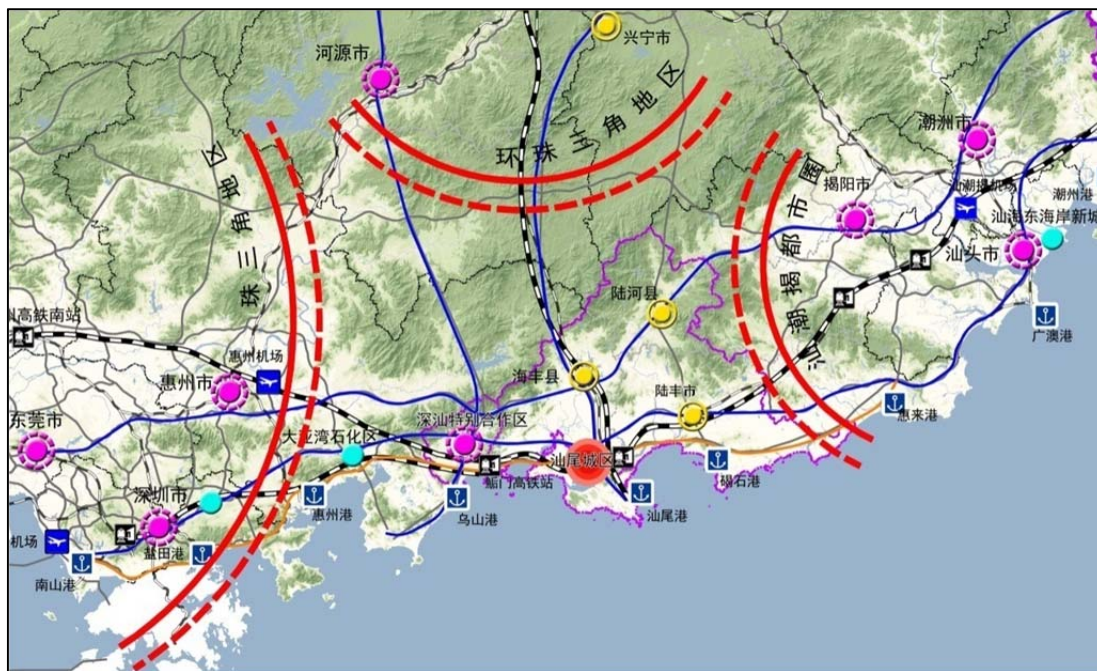 兴宁市
河源市
环珠三角地区
潮州市
揭阳市
汕潮揭机场
潮州港
汕头东海岸新城
汕头市
珠三角地区
汕潮揭都市圈
陆河县
广澳港
州高铁南站
惠州机场
惠州市
海丰县
陆丰市
惠来港
东莞市
深汕特别合作区
大亚湾石化区
汕尾城区
鲘门高铁站
碣石港
深圳市
惠州港
乌山港
汕尾港
机场
盐田港
南山港